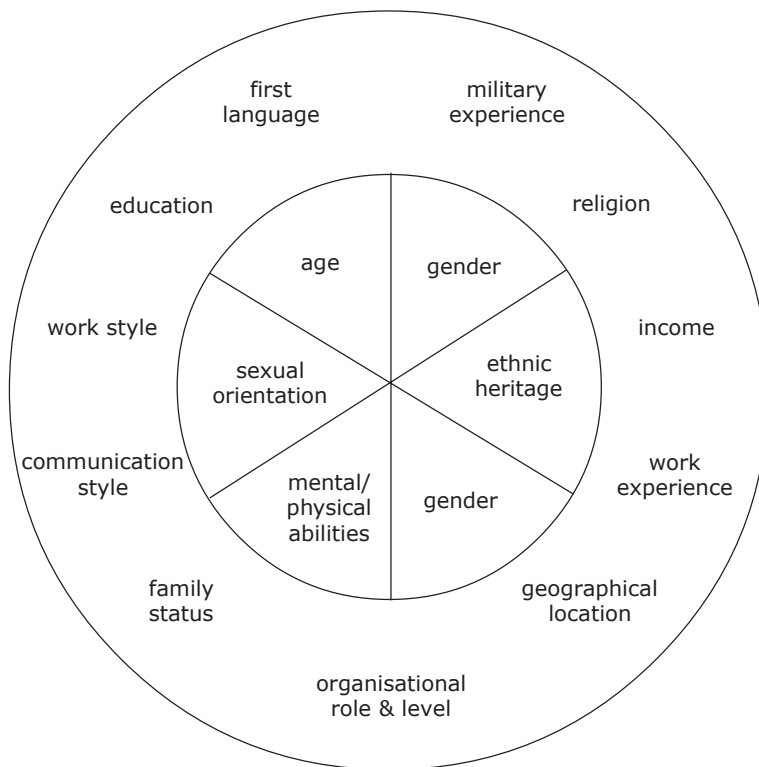 first
language
military
experience
education
religion
age
gender
work style
income
sexual
orientation
ethnic
heritage
communication
style
work
experience
mental/
physical
abilities
gender
family
status
geographical
location
organisational
role & level